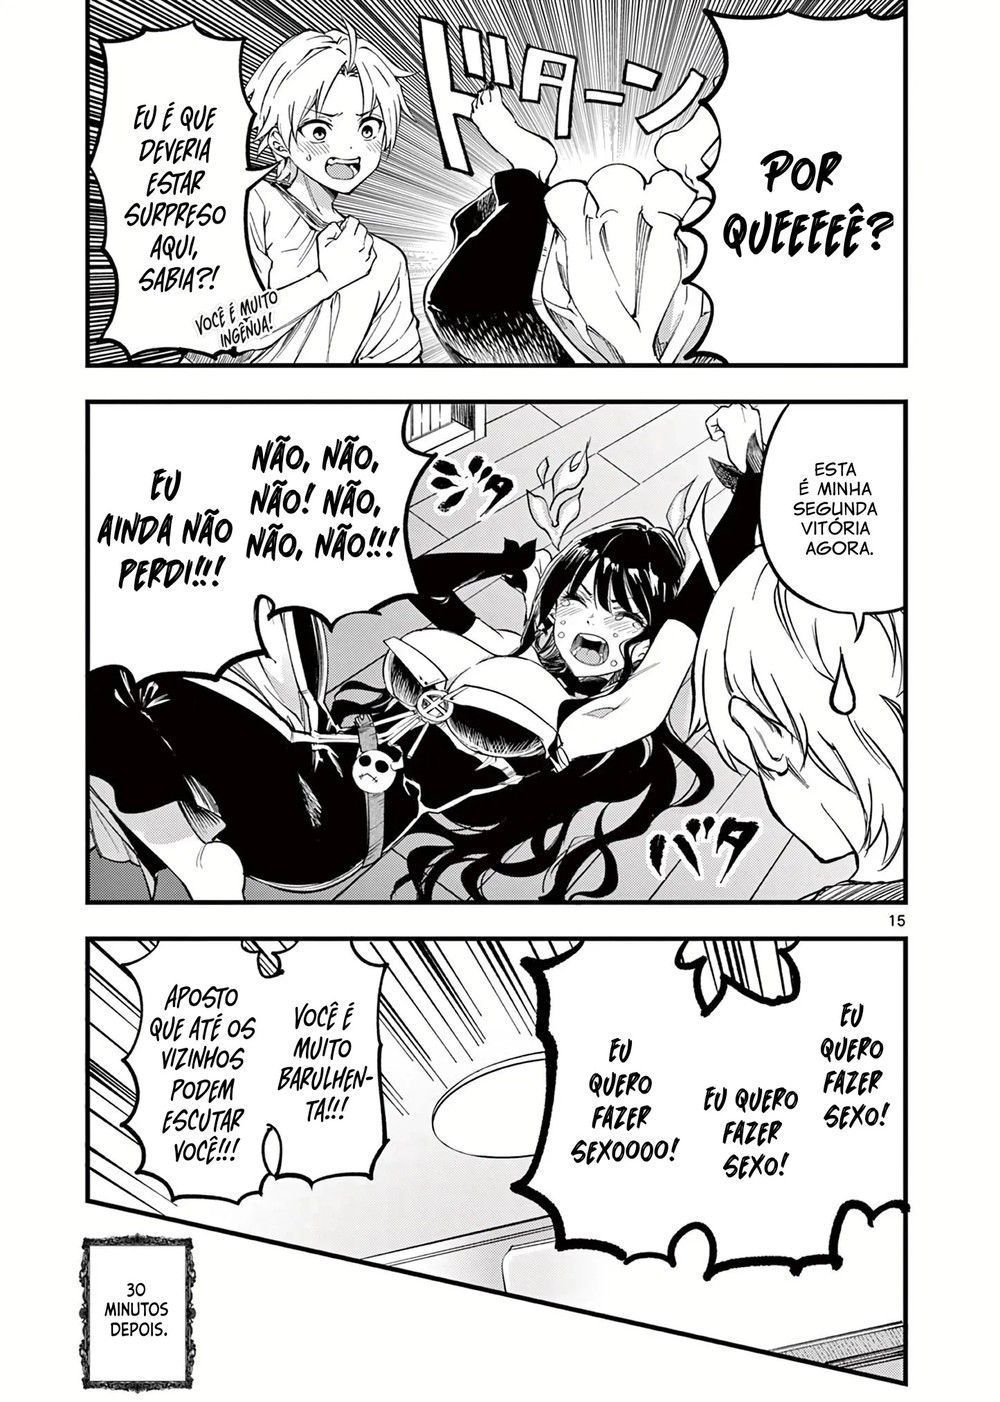 ドターン
POR
QUEEEEÊ?
EU É QUE
DEVERIA
ESTAR
SURPRESO
AQUI,
SABIA?!
VOCÊ É MUITO
INGÊNUA!
ESTA
É MINHA
SEGUNDA
VITÓRIA
AGORA.
ジタ
NÃO, NÃO,
NÃO! NÃO,
NÃO, NÃO!!!
EU
AINDA NÃO
PERDI!!!
バタ
15
EU
QUERO
FAZER
SEXO!
EU QUERO
FAZER
SEXO!
EU
QUERO
FAZER
SEXOOOO!
VOCÊ É
MUITO
BARULHEN-
TA!!!
APOSTO
QUE ATÉ OS
VIZINHOS
PODEM
ESCUTAR
VOCÊ!!!
30
MINUTOS
DEPOIS.